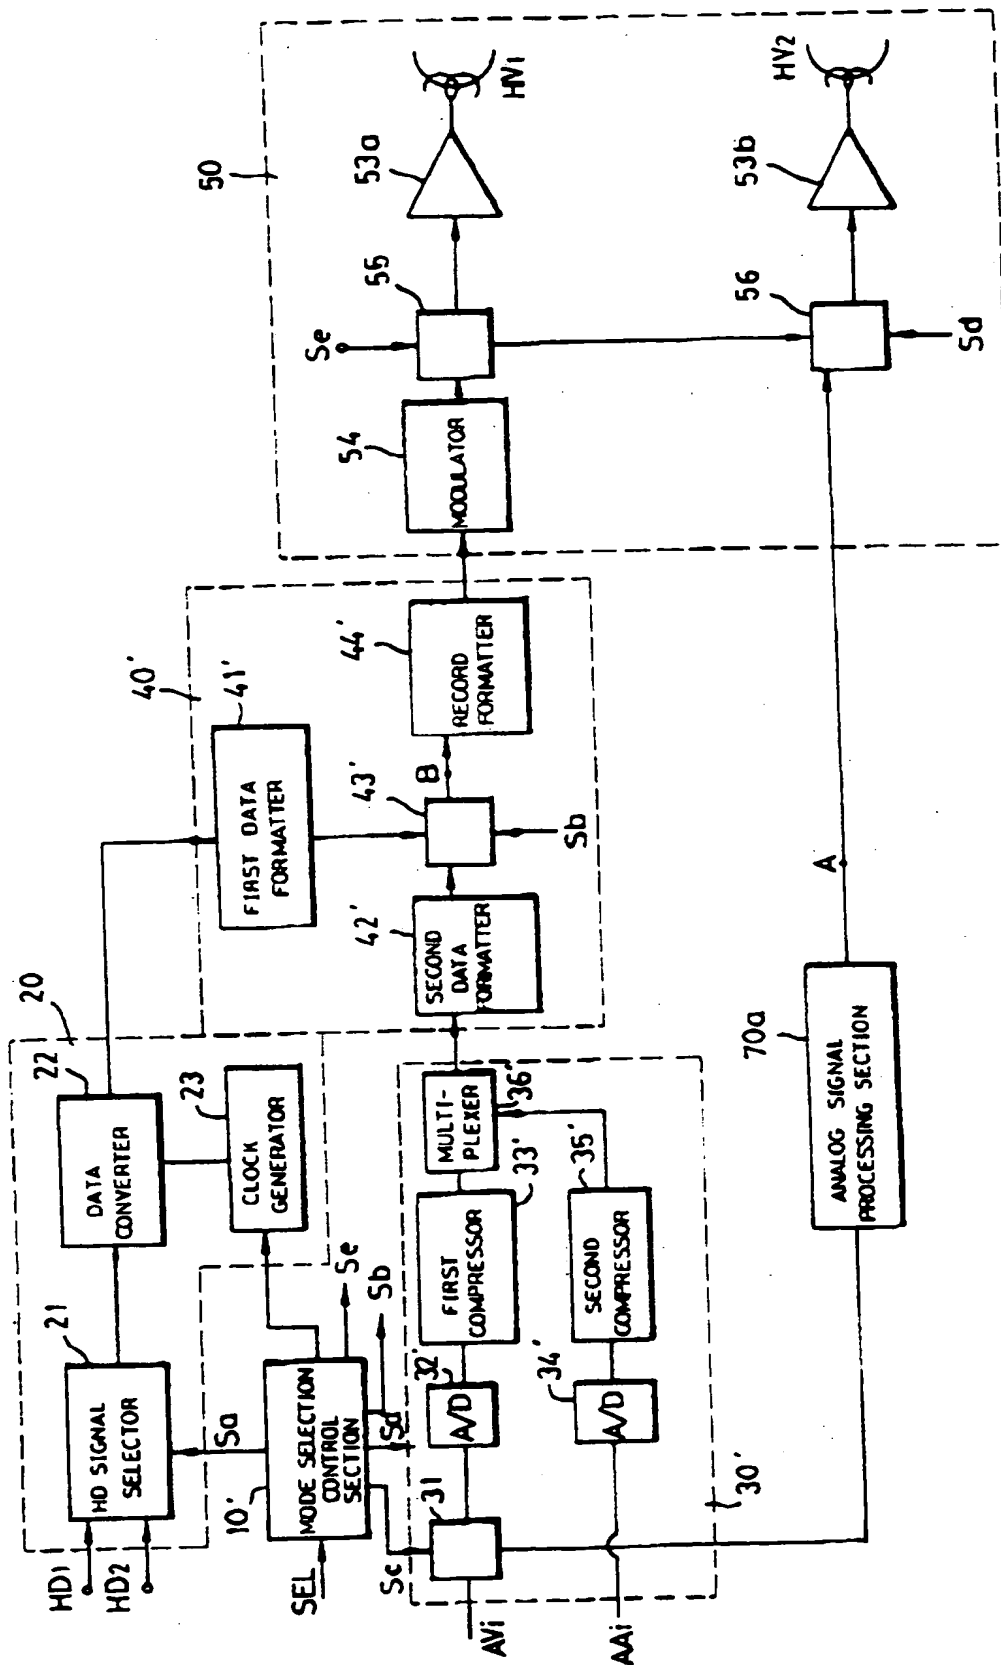 HD1
HD2
21
HD SIGNAL
SELECTOR
22
DATA
CONVERTER
20
23
CLOCK
GENERATOR
Sa
10'
MODE SELECTION
CONTROL
SECTION
SEL
Se
Sb
Sd
Sc
AVi
AAi
31
32'
A/D
33'
FIRST
COMPRESSOR
34'
A/D
35'
SECOND
COMPRESSOR
MULTI-
PLEXER
36'
30'
40'
41'
FIRST DATA
FORMATTER
42'
SECOND
DATA
FORMATTER
43'
Sb
B
44'
RECORD
FORMATTER
70a
ANALOG SIGNAL
PROCESSING SECTION
A
50
54
MODULATOR
Se
55
53a
HV1
56
Sd
53b
HV2